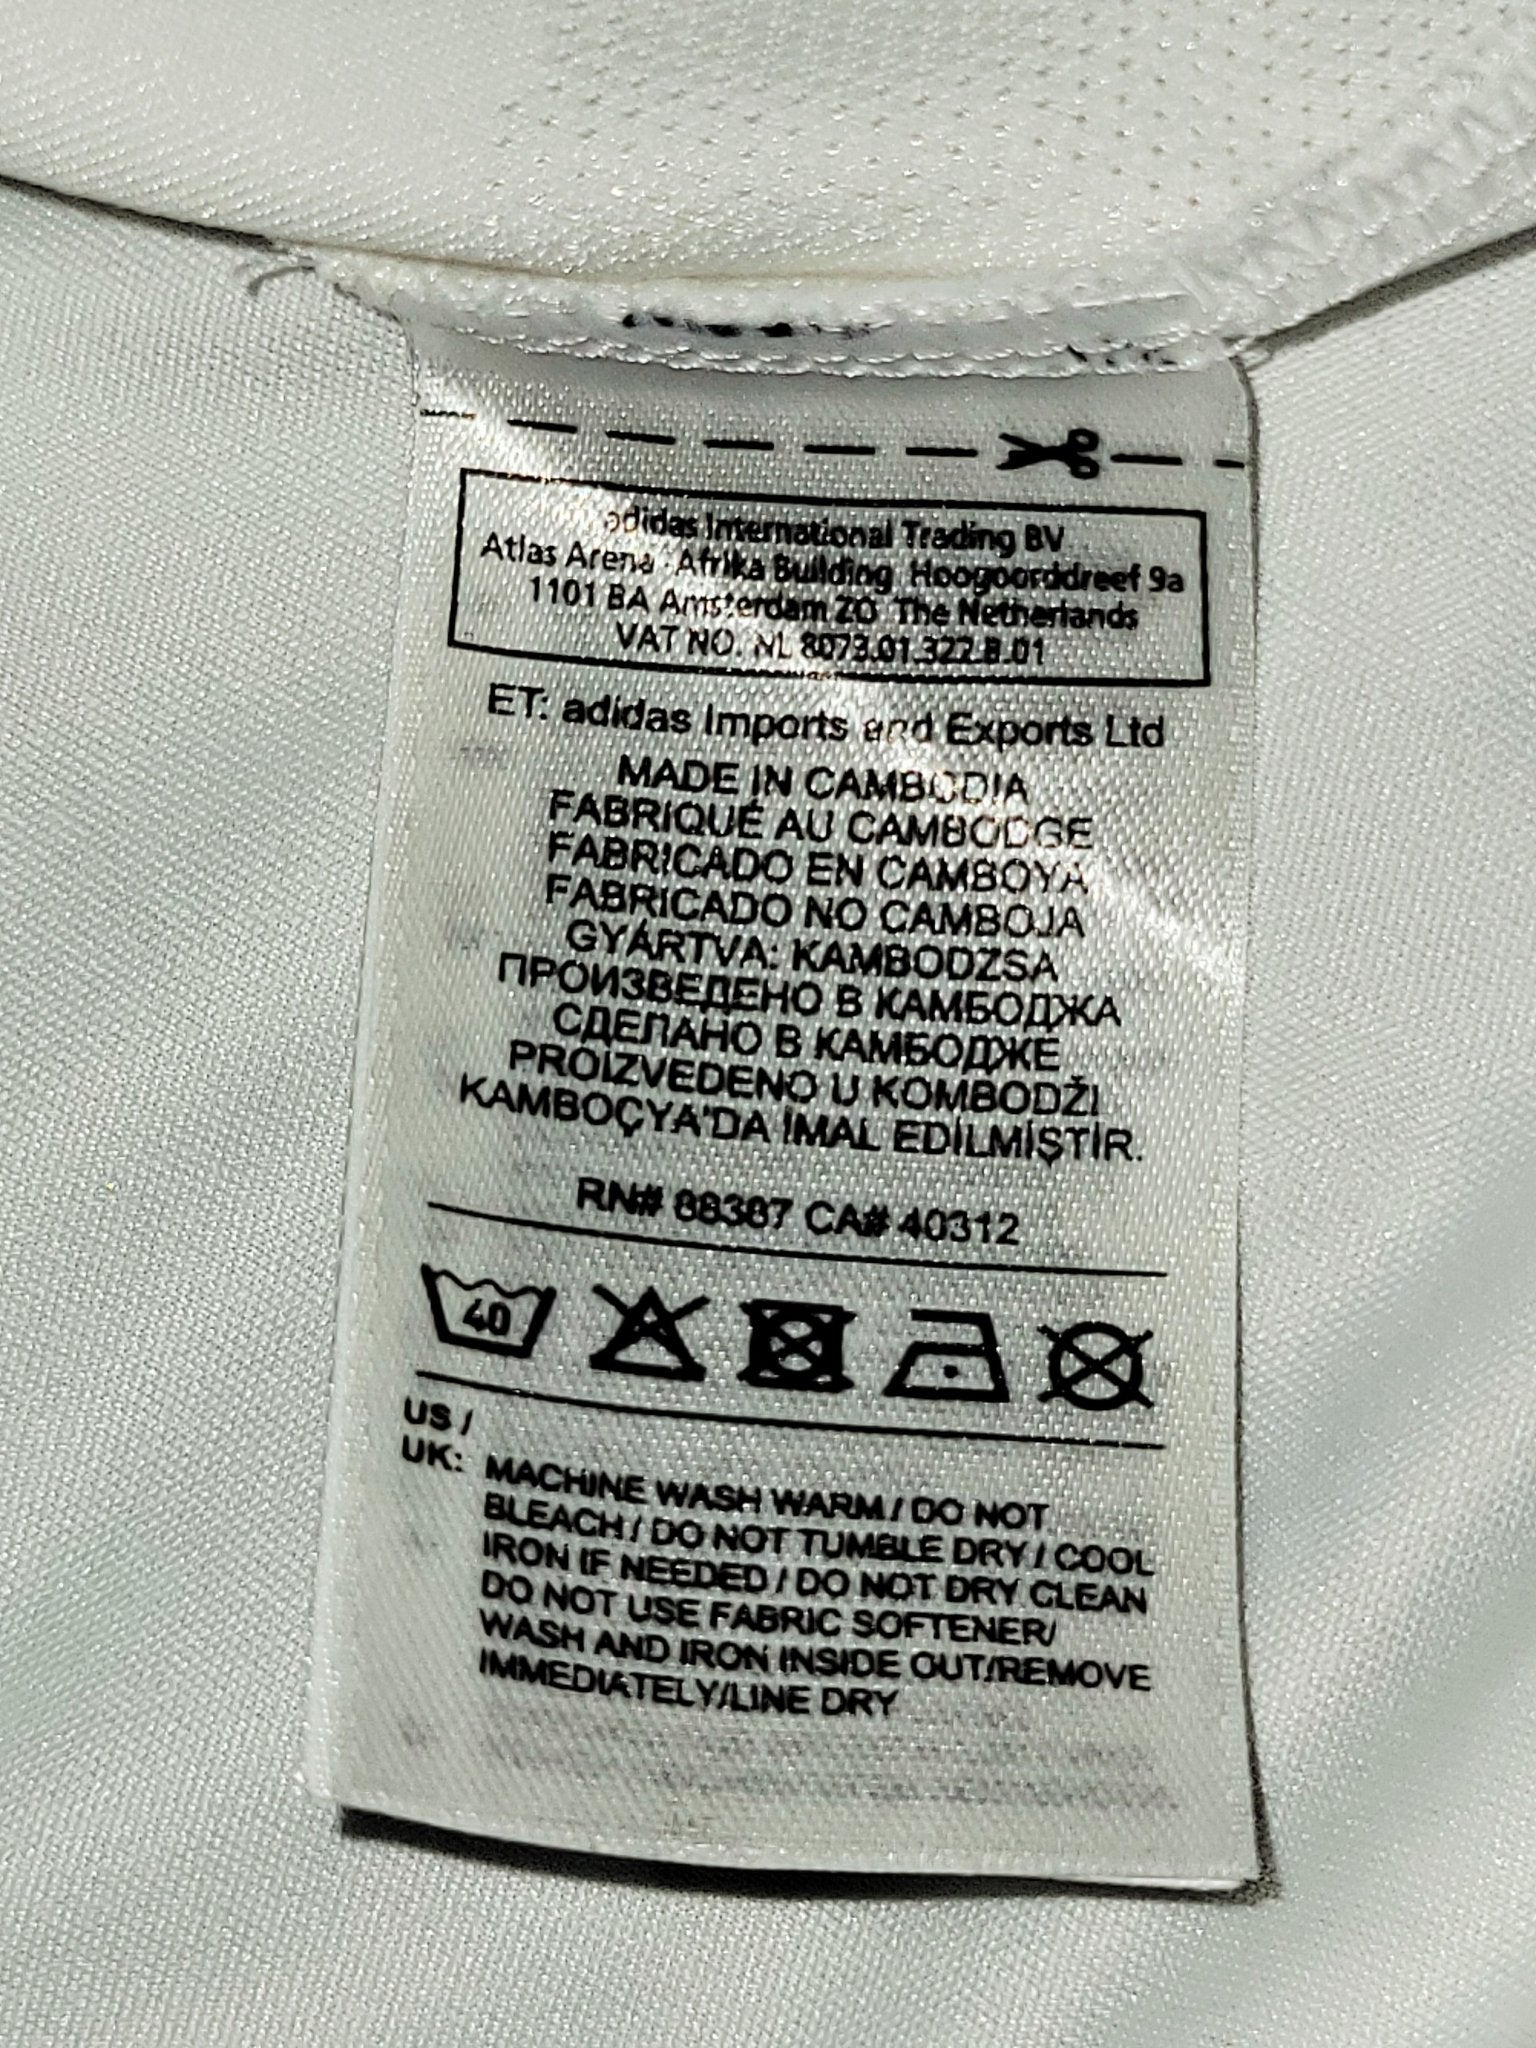 adidas International Trading BV
Atlas Arena · Afrika Building Hoogoorddreef 9a
1101 BA Amsterdam ZO The Netherlands
VAT NO. NL 8073.01.322.B.01
ET: adidas Imports and Exports Ltd
MADE IN CAMBODIA
FABRIQUÉ AU CAMBODGE
FABRICADO EN CAMBOYA
FABRICADO NO CAMBOJA
GYÁRTVA: KAMBODZSA
ПРОИЗВЕДЕНО В КАМБОДЖА
СДЕЛАНО В КАМБОДЖЕ
PROIZVEDENO U KOMBODŽI
KAMBOÇYA'DA İMAL EDİLMİŞTİR.
RN# 88387 CA# 40312
40
US /
UK: MACHINE WASH WARM / DO NOT
BLEACH / DO NOT TUMBLE DRY / COOL
IRON IF NEEDED / DO NOT DRY CLEAN
DO NOT USE FABRIC SOFTENER/
WASH AND IRON INSIDE OUT/REMOVE
IMMEDIATELY/LINE DRY